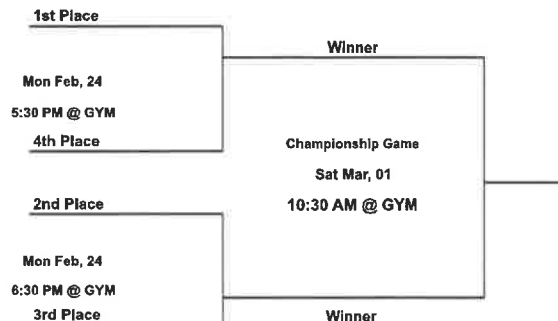 1st Place
Winner
Mon Feb, 24
5:30 PM @ GYM
4th Place
Championship Game
Sat Mar, 01
10:30 AM @ GYM
2nd Place
Mon Feb, 24
6:30 PM @ GYM
3rd Place
Winner